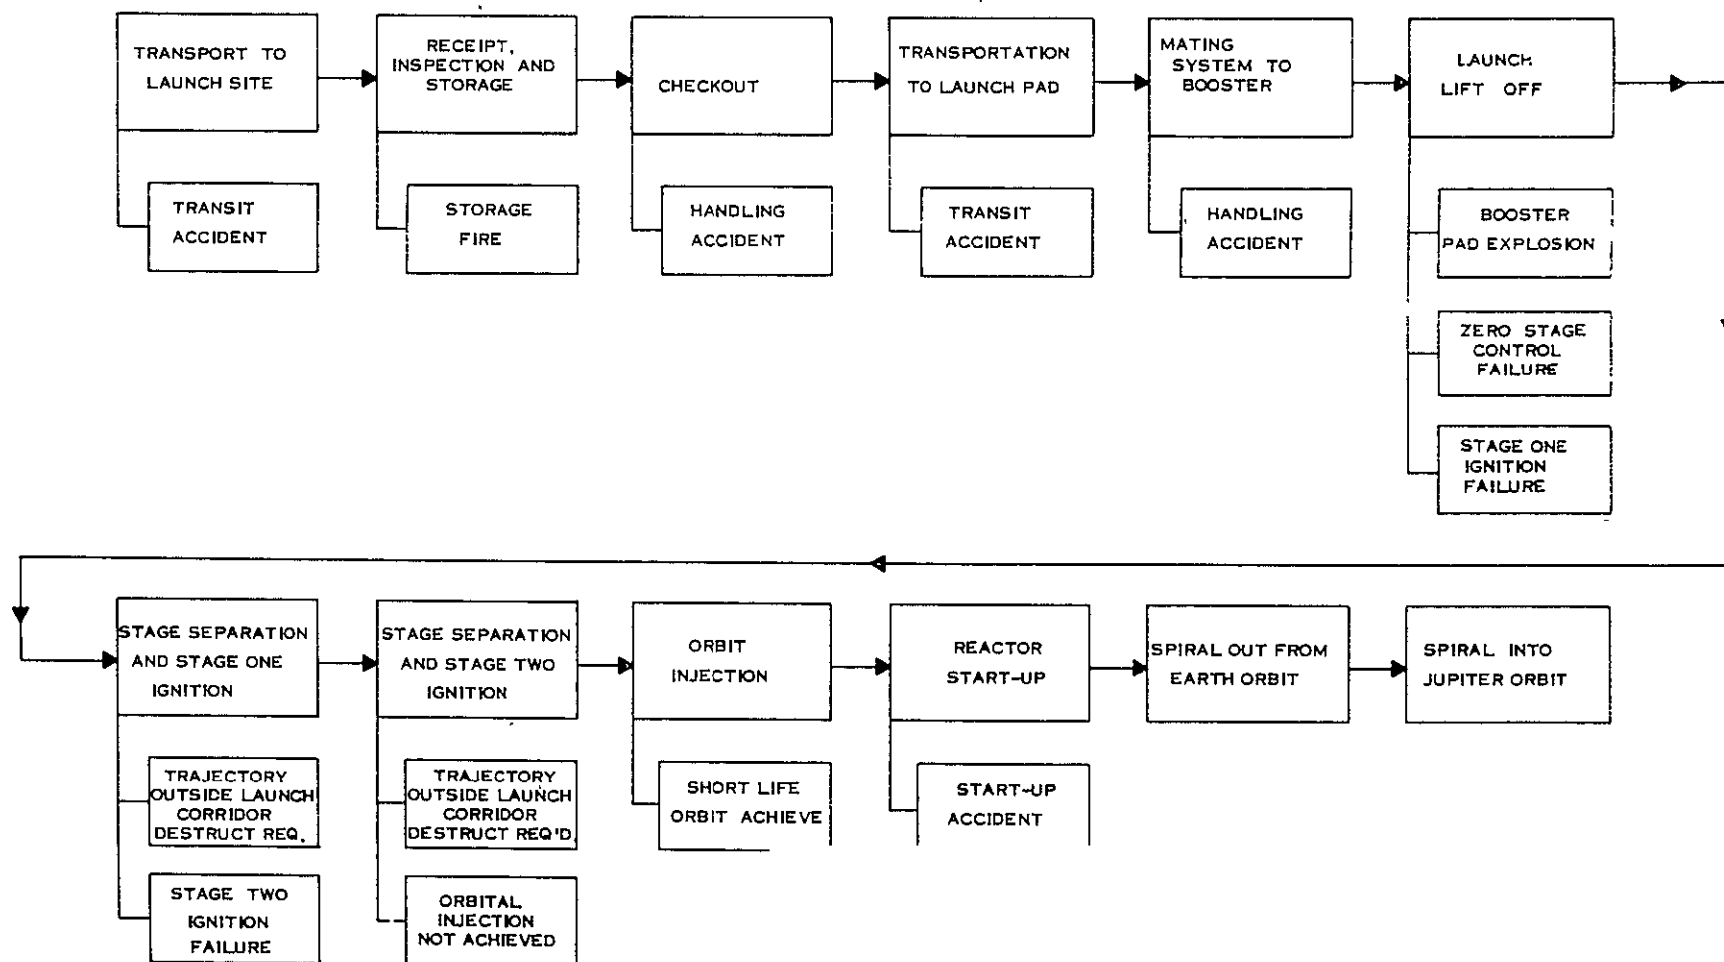 TRANSPORT TO
LAUNCH SITE
RECEIPT,
INSPECTION AND
STORAGE
CHECKOUT
TRANSPORTATION
TO LAUNCH PAD
MATING
SYSTEM TO
BOOSTER
LAUNCH
LIFT OFF
TRANSIT
ACCIDENT
STORAGE
FIRE
HANDLING
ACCIDENT
TRANSIT
ACCIDENT
HANDLING
ACCIDENT
BOOSTER
PAD EXPLOSION
ZERO STAGE
CONTROL
FAILURE
STAGE ONE
IGNITION
FAILURE
STAGE SEPARATION
AND STAGE ONE
IGNITION
STAGE SEPARATION
AND STAGE TWO
IGNITION
ORBIT
INJECTION
REACTOR
START-UP
SPIRAL OUT FROM
EARTH ORBIT
SPIRAL INTO
JUPITER ORBIT
TRAJECTORY
OUTSIDE LAUNCH
CORRIDOR
DESTRUCT REQ.
TRAJECTORY
OUTSIDE LAUNCH
CORRIDOR
DESTRUCT REQ'D
SHORT LIFE
ORBIT ACHIEVE
START-UP
ACCIDENT
STAGE TWO
IGNITION
FAILURE
ORBITAL
INJECTION
NOT ACHIEVED